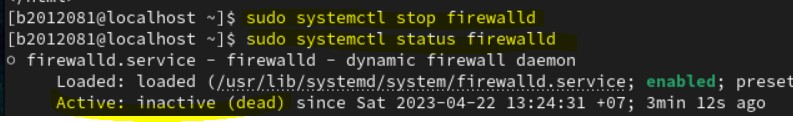 [b2012081@localhost ~]$ sudo systemctl stop firewalld
[b2012081@localhost ~]$ sudo systemctl status firewalld
○ firewalld.service - firewalld - dynamic firewall daemon
     Loaded: loaded (/usr/lib/systemd/system/firewalld.service; enabled; preset
     Active: inactive (dead) since Sat 2023-04-22 13:24:31 +07; 3min 12s ago